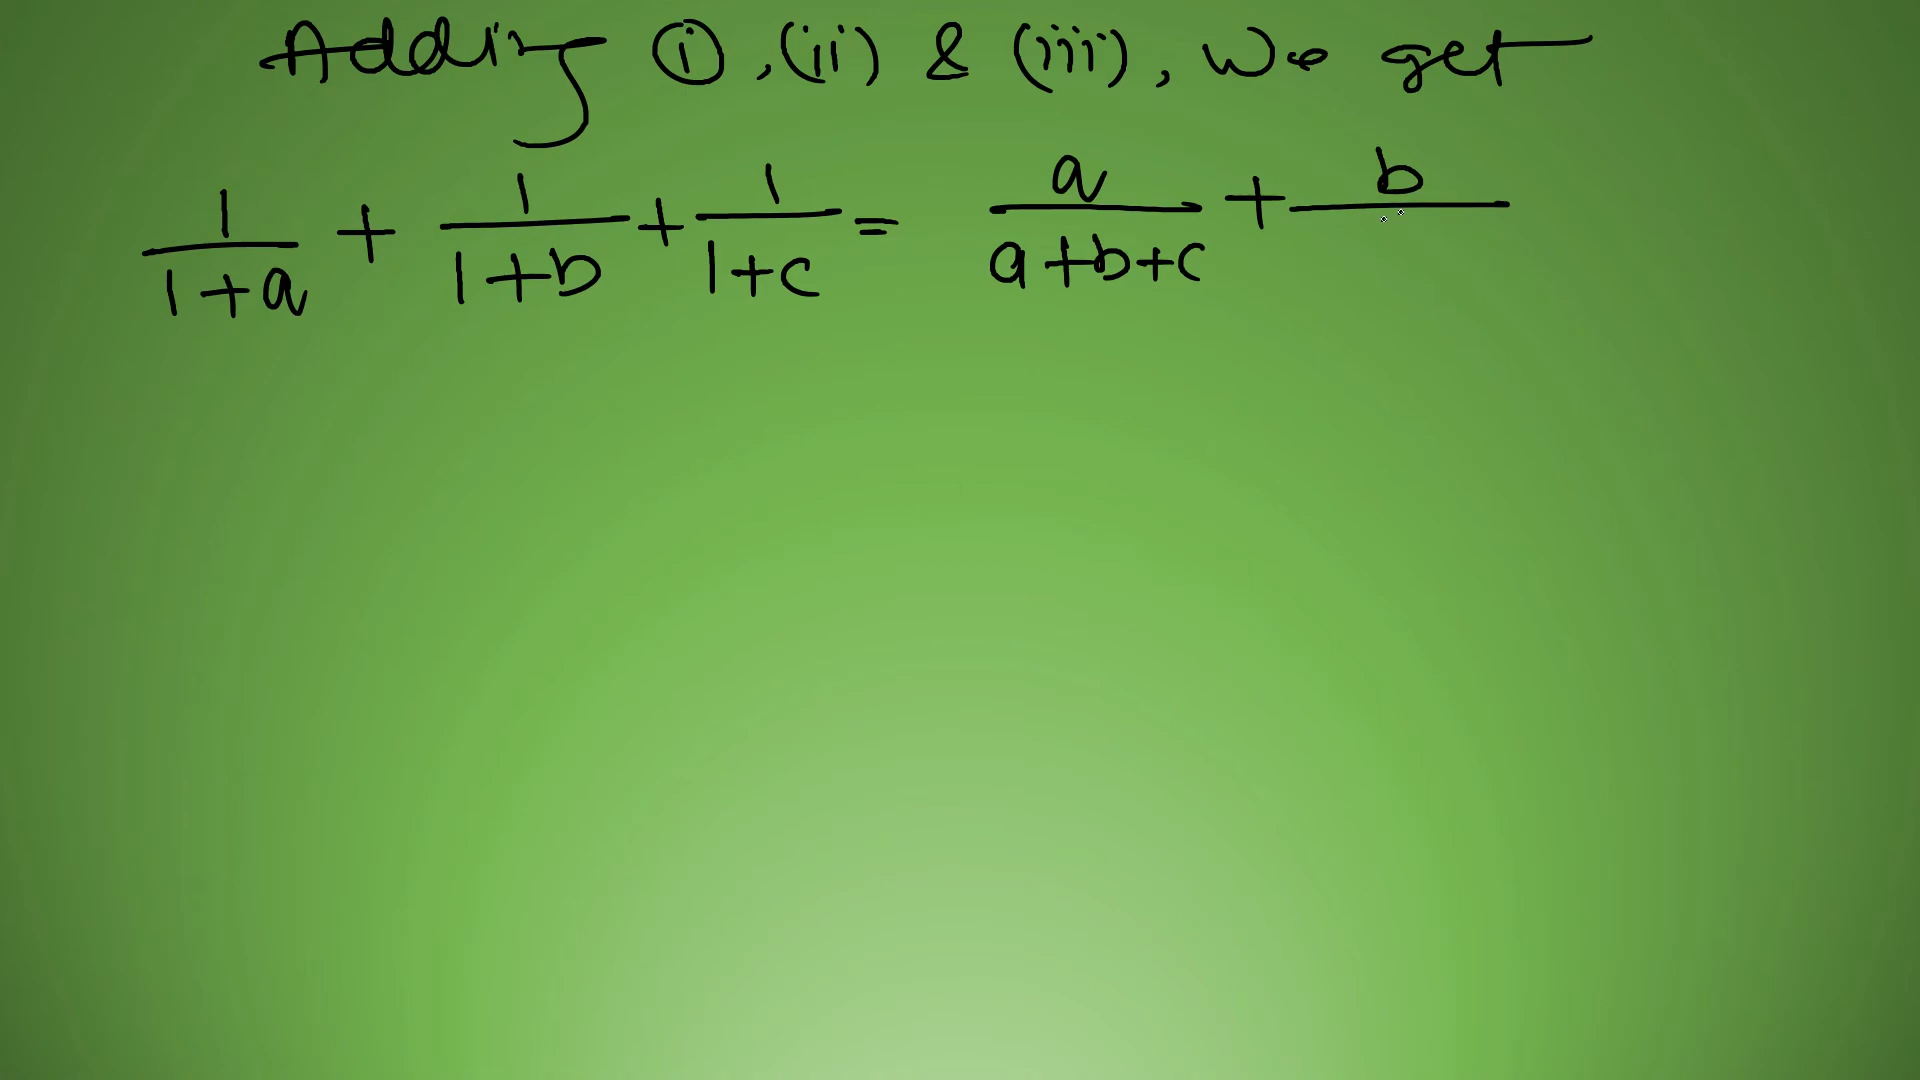 Adding (i), (ii) & (iii), we get
1/(1+a) + 1/(1+b) + 1/(1+c) = a/(a+b+c) + b/